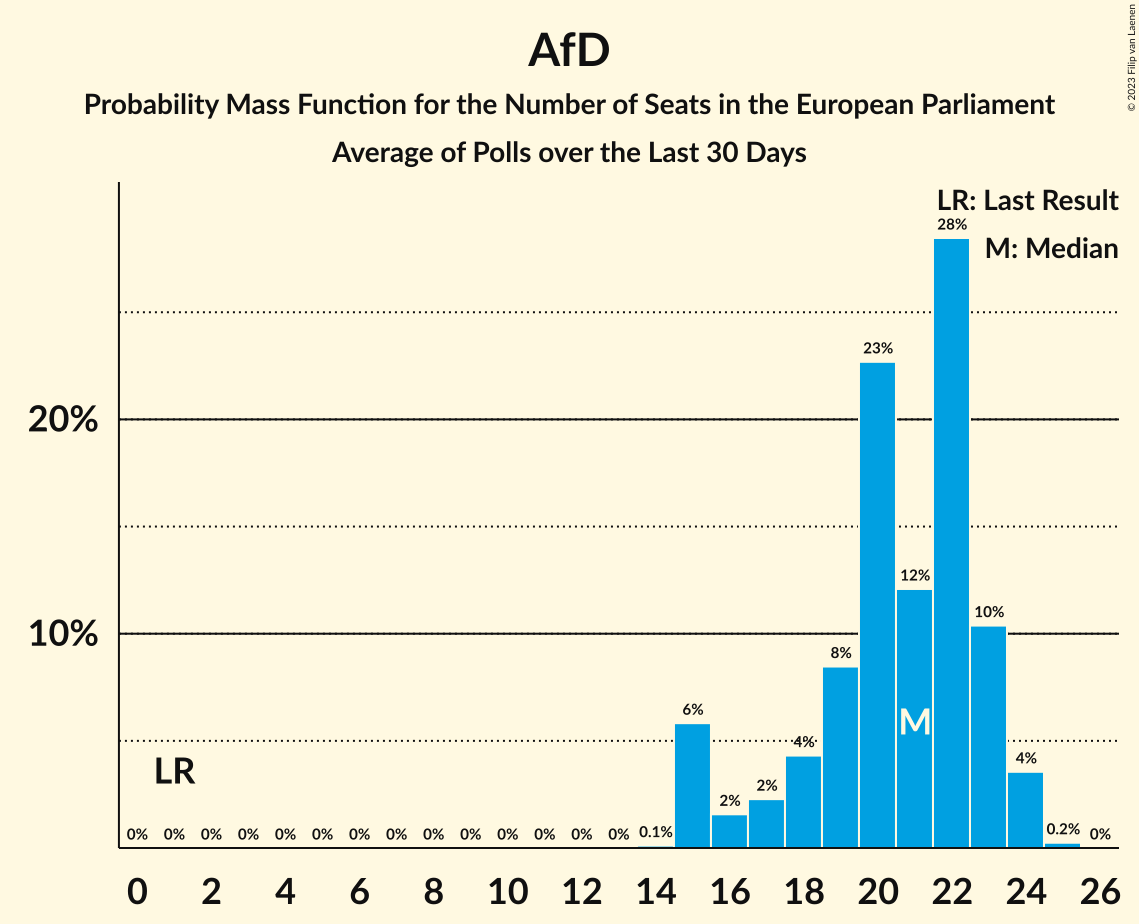 AfD
Probability Mass Function for the Number of Seats in the European Parliament
Average of Polls over the Last 30 Days
© 2023 Filip van Laenen
LR: Last Result
M: Median
20%
10%
0% 0% 0% 0% 0% 0% 0% 0% 0% 0% 0% 0% 0% 0% 0.1% 6% 2% 2% 4% 8% 23% 12% 28% 10% 4% 0.2% 0%
LR
M
0 2 4 6 8 10 12 14 16 18 20 22 24 26